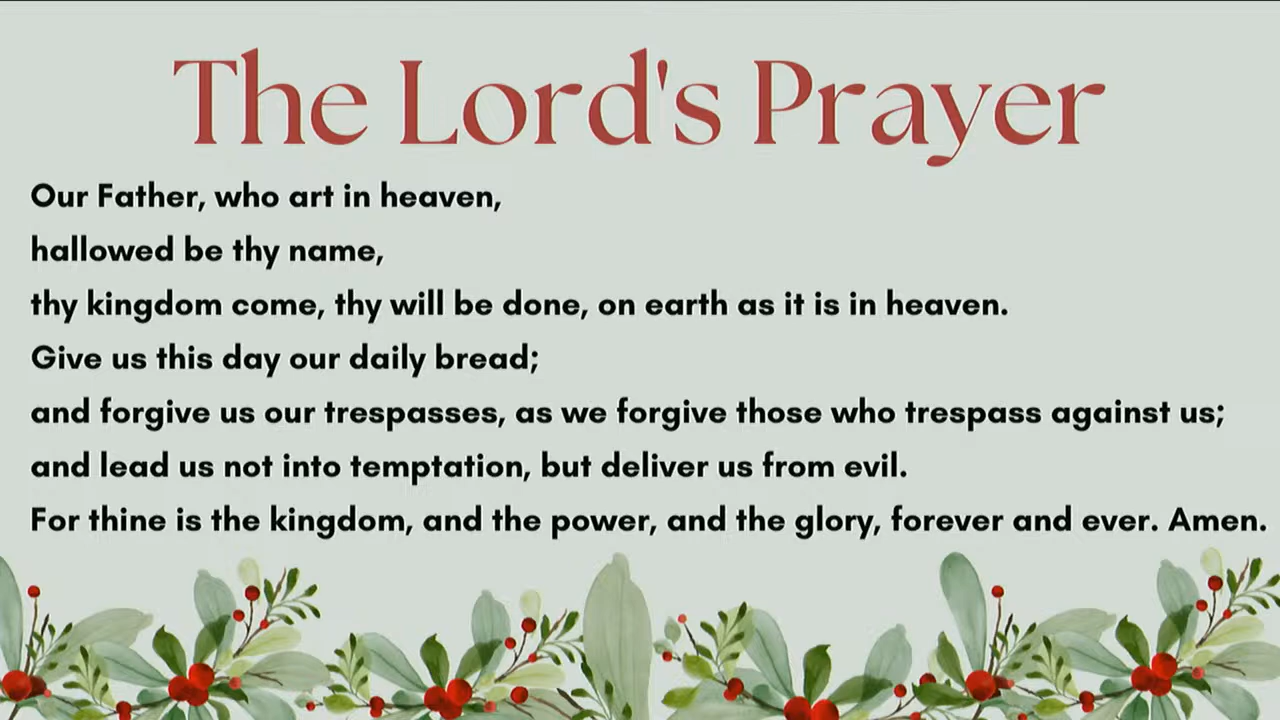 The Lord's Prayer
Our Father, who art in heaven,
hallowed be thy name,
thy kingdom come, thy will be done, on earth as it is in heaven.
Give us this day our daily bread;
and forgive us our trespasses, as we forgive those who trespass against us;
and lead us not into temptation, but deliver us from evil.
For thine is the kingdom, and the power, and the glory, forever and ever. Amen.